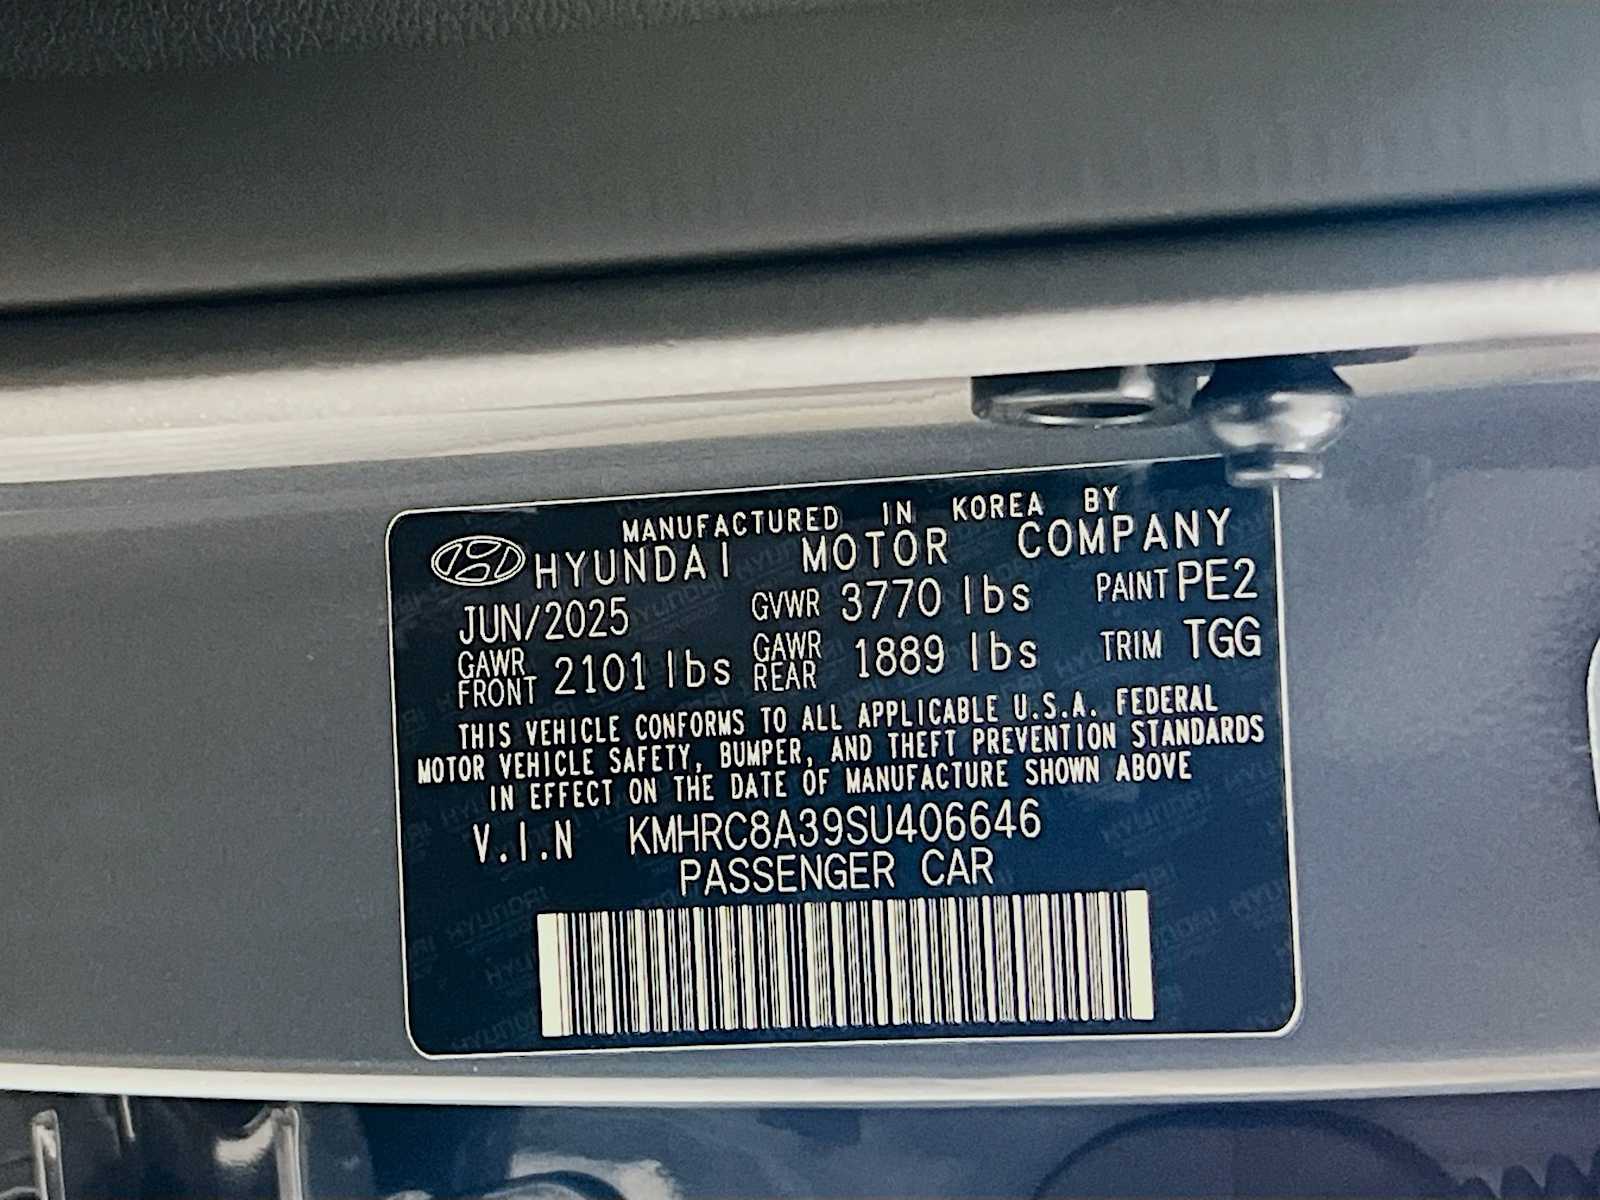 MANUFACTURED IN KOREA BY
HYUNDAI MOTOR COMPANY
JUN/2025 GVWR 3770 lbs PAINT PE2
GAWR FRONT 2101 lbs GAWR REAR 1889 lbs TRIM TGG
THIS VEHICLE CONFORMS TO ALL APPLICABLE U.S.A. FEDERAL
MOTOR VEHICLE SAFETY, BUMPER, AND THEFT PREVENTION STANDARDS
IN EFFECT ON THE DATE OF MANUFACTURE SHOWN ABOVE
V.I.N KMHRC8A39SU406646
PASSENGER CAR